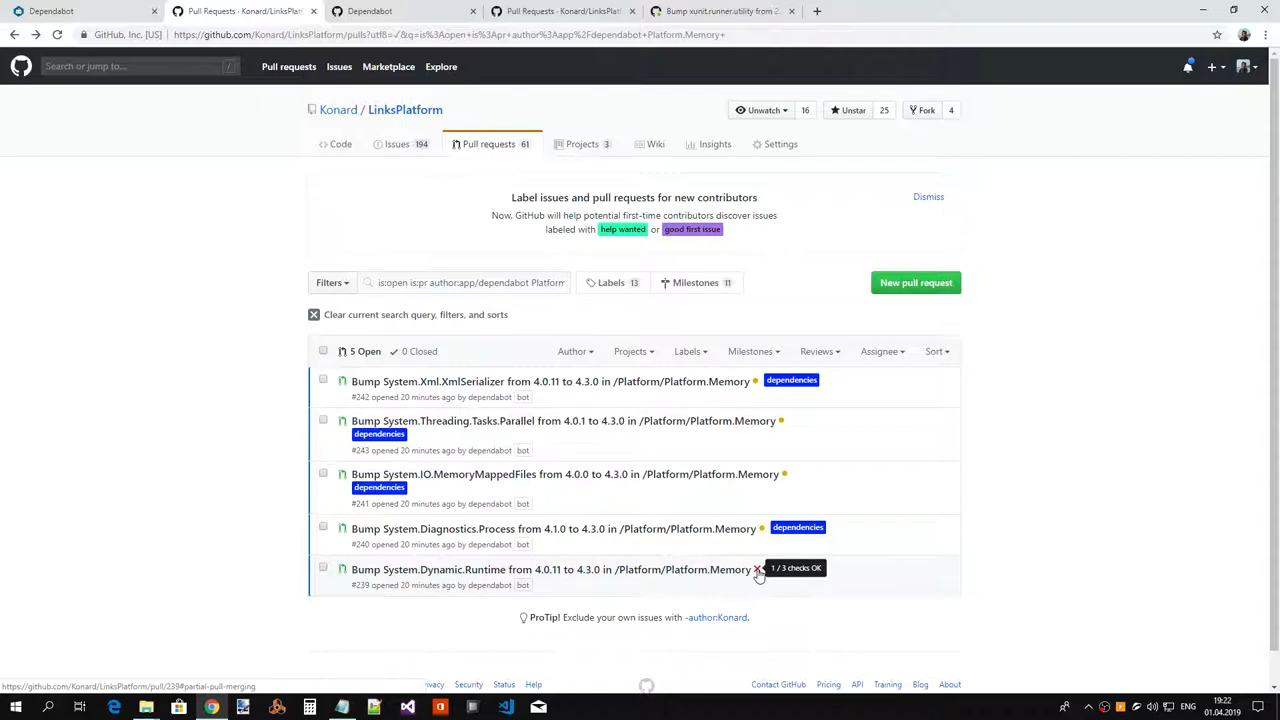 Dependabot
Pull Requests · Konard/LinksPlatf
Dependabot
Pull Requests · Konard/LinksPlatf
Bump xunit.runner.utility from 2.
GitHub, Inc. [US]
https://github.com/Konard/LinksPlatform/pulls?utf8=✓&q=is%3Aopen+is%3Apr+author%3Aapp%2Fdependabot+Platform.Memory+
Search or jump to...
/
Pull requests
Issues
Marketplace
Explore
Konard / LinksPlatform
Unwatch
16
Unstar
25
Fork
4
Code
Issues 194
Pull requests 61
Projects 3
Wiki
Insights
Settings
Label issues and pull requests for new contributors
Dismiss
Now, GitHub will help potential first-time contributors discover issues
labeled with help wanted or good first issue
Filters
is:open is:pr author:app/dependabot Platform
Labels 13
Milestones 11
New pull request
Clear current search query, filters, and sorts
5 Open
0 Closed
Author
Projects
Labels
Milestones
Reviews
Assignee
Sort
Bump System.Xml.XmlSerializer from 4.0.11 to 4.3.0 in /Platform/Platform.Memory
dependencies
#242 opened 20 minutes ago by dependabot bot
Bump System.Threading.Tasks.Parallel from 4.0.1 to 4.3.0 in /Platform/Platform.Memory
dependencies
#243 opened 20 minutes ago by dependabot bot
Bump System.IO.MemoryMappedFiles from 4.0.0 to 4.3.0 in /Platform/Platform.Memory
dependencies
#241 opened 20 minutes ago by dependabot bot
Bump System.Diagnostics.Process from 4.1.0 to 4.3.0 in /Platform/Platform.Memory
dependencies
#240 opened 20 minutes ago by dependabot bot
Bump System.Dynamic.Runtime from 4.0.11 to 4.3.0 in /Platform/Platform.Memory
1 / 3 checks OK
#239 opened 20 minutes ago by dependabot bot
ProTip! Exclude your own issues with -author:Konard.
https://github.com/Konard/LinksPlatform/pull/239#partial-pull-merging
ivacy
Security
Status
Help
Contact GitHub
Pricing
API
Training
Blog
About
ENG
19:22
01.04.2019